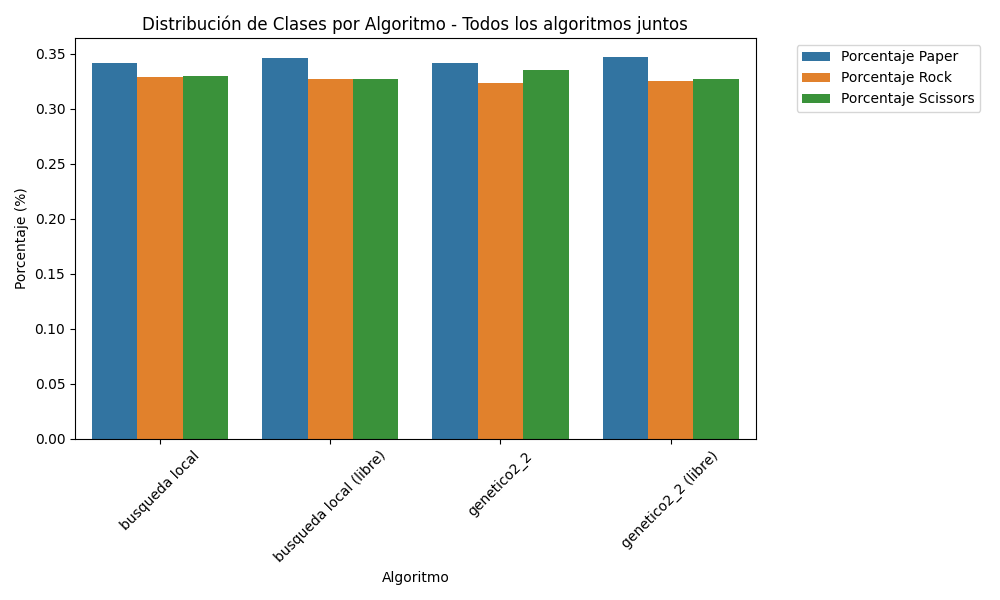 Distribución de Clases por Algoritmo - Todos los algoritmos juntos
Porcentaje (%)
0.35
0.30
0.25
0.20
0.15
0.10
0.05
0.00
busqueda local
busqueda local (libre)
genetico2_2
genetico2_2 (libre)
Algoritmo
Porcentaje Paper
Porcentaje Rock
Porcentaje Scissors